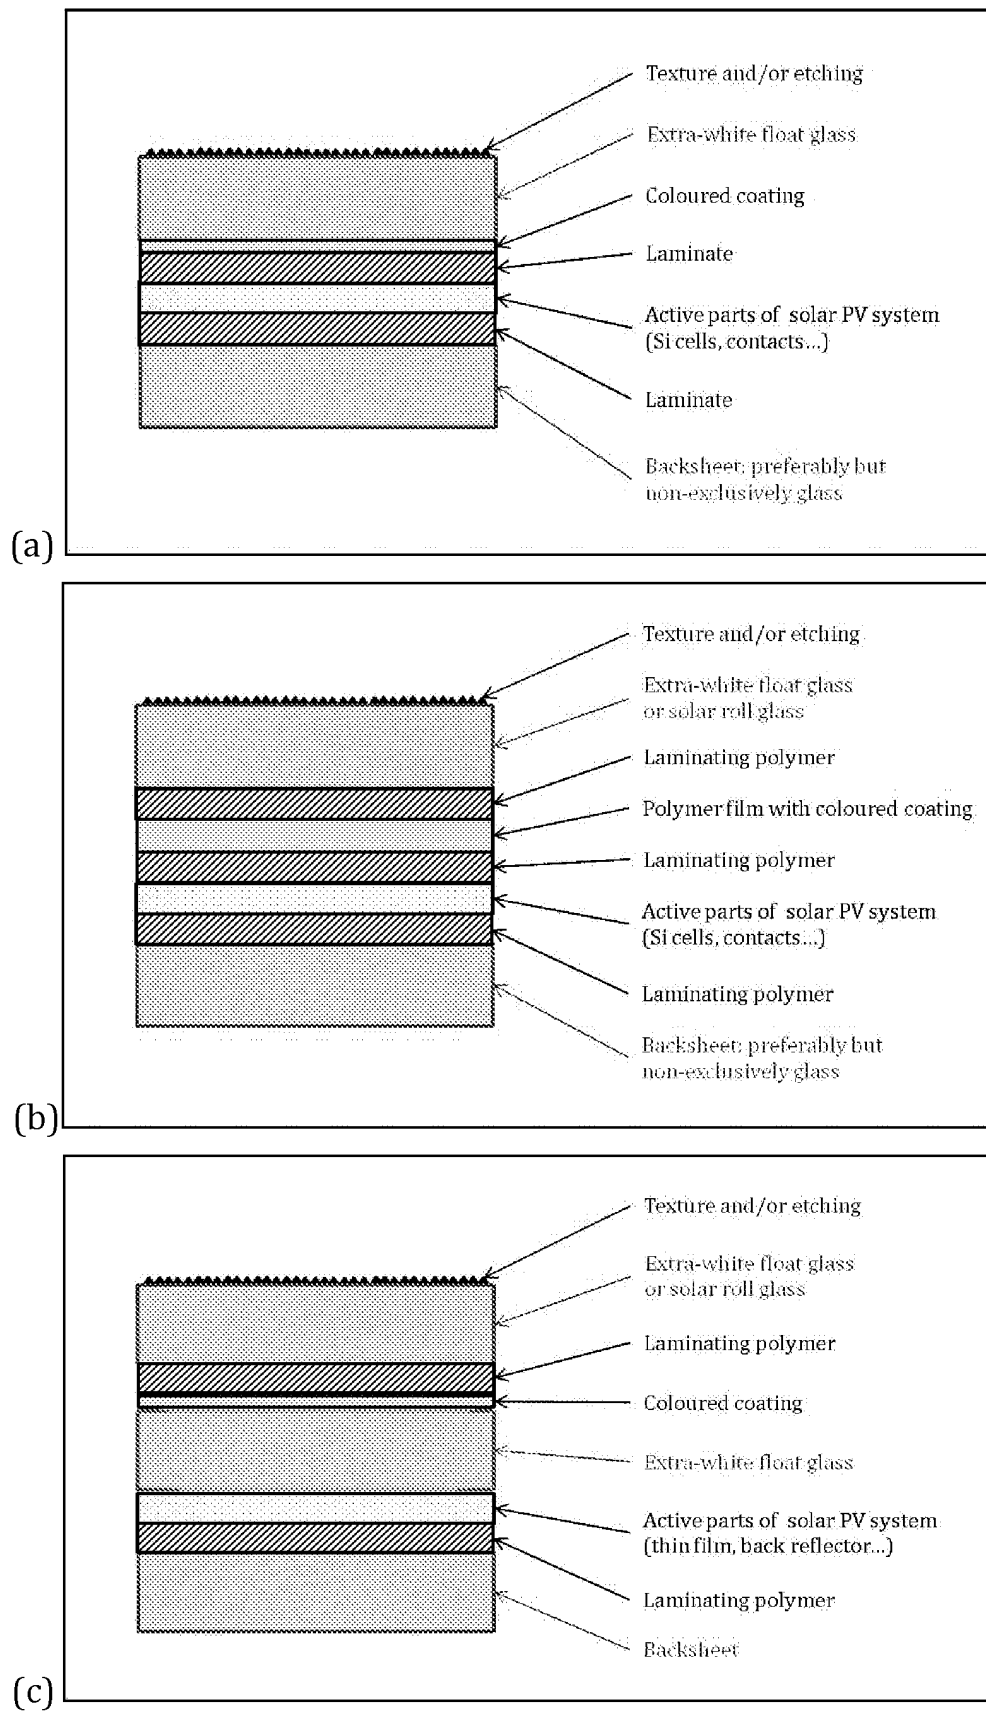 Texture and/or etching
Extra-white float glass
Coloured coating
Laminate
Active parts of solar PV system
(Si cells, contacts...)
Laminate
Backsheet: preferably but
non-exclusively glass
(a)
Texture and/or etching
Extra-white float glass
or solar roll glass
Laminating polymer
Polymer film with coloured coating
Laminating polymer
Active parts of solar PV system
(Si cells, contacts...)
Laminating polymer
Backsheet: preferably but
non-exclusively glass
(b)
Texture and/or etching
Extra-white float glass
or solar roll glass
Laminating polymer
Coloured coating
Extra-white float glass
Active parts of solar PV system
(thin film, back reflector...)
Laminating polymer
Backsheet
(c)